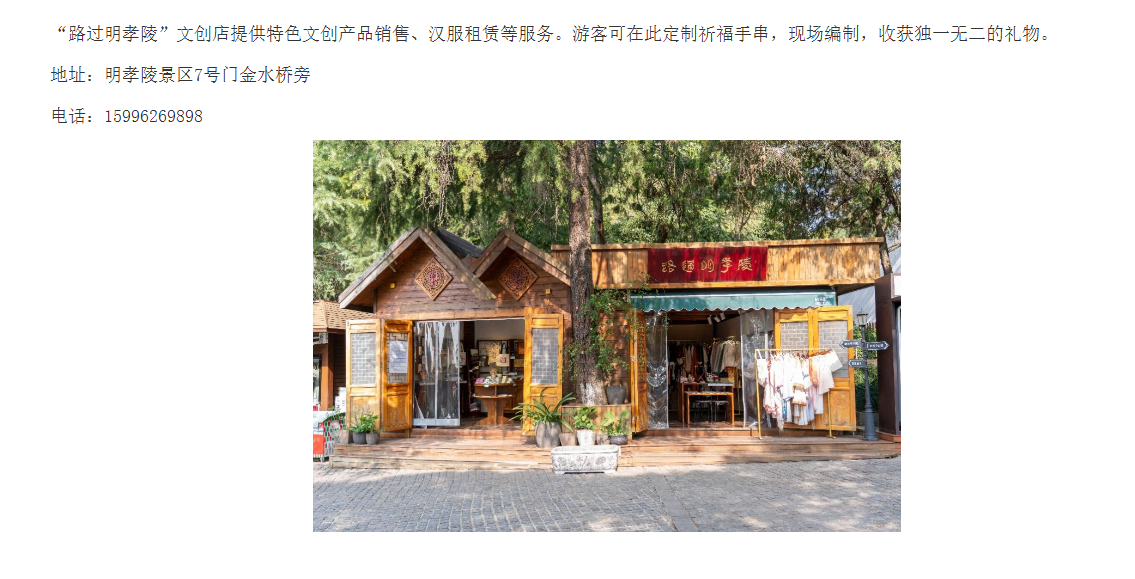 “路过明孝陵”文创店提供特色文创产品销售、汉服租赁等服务。游客可在此定制祈福手串，现场编制，收获独一无二的礼物。
地址：明孝陵景区7号门金水桥旁
电话：15996269898
路过明孝陵